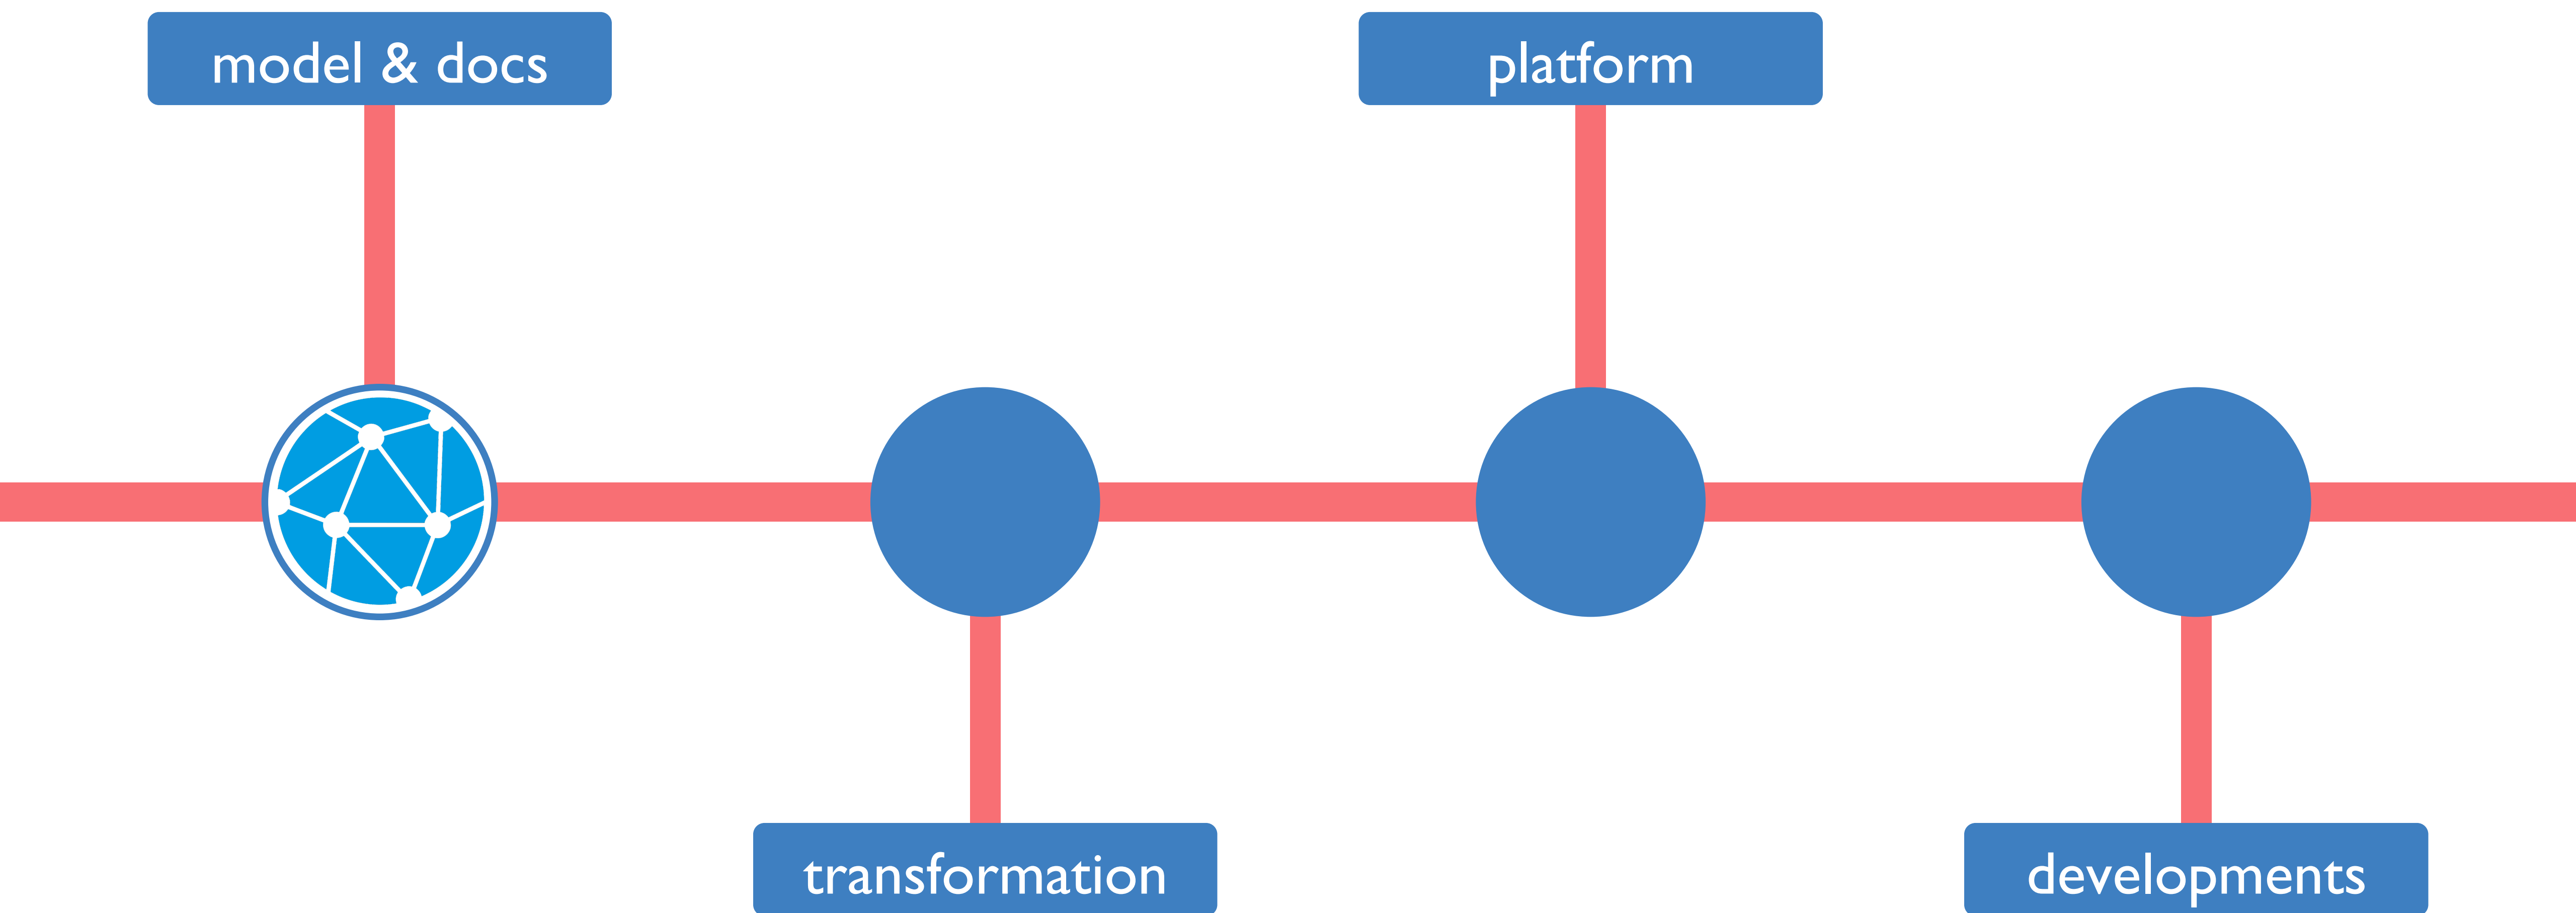 model & docs
platform
transformation
developments